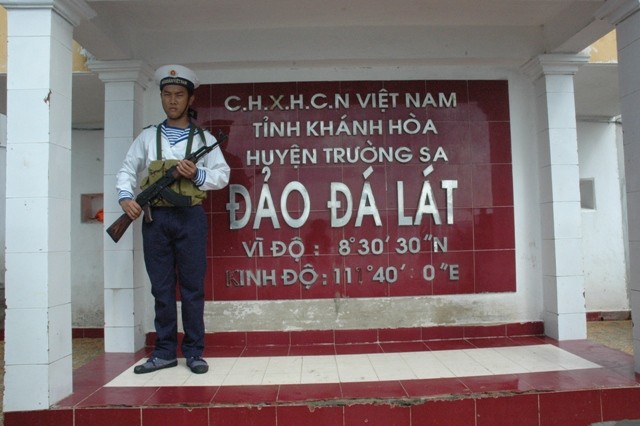 C.H.X.H.C.N VIỆT NAM
TỈNH KHÁNH HÒA
HUYỆN TRƯỜNG SA
ĐẢO ĐÁ LÁT
VĨ ĐỘ : 8°30'30"N
KINH ĐỘ : 111°40' 0"E